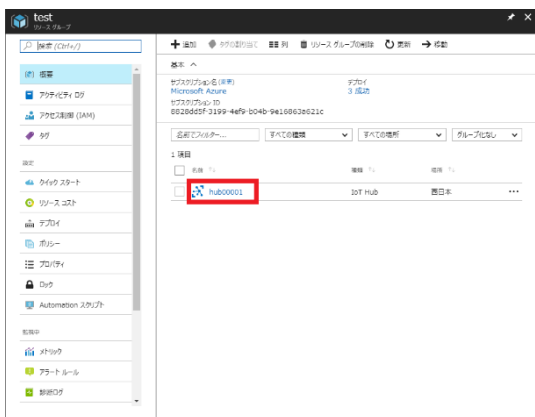 test
リソース グループ
検索 (Ctrl+/)
概要
アクティビティ ログ
アクセス制御 (IAM)
タグ
設定
クイック スタート
リソース コスト
デプロイ
ポリシー
プロパティ
ロック
Automation スクリプト
監視中
メトリック
アラート ルール
診断ログ
追加 タグの割り当て 列 リソース グループの削除 更新 移動
基本
サブスクリプション名 (変更) デプロイ
Microsoft Azure 3 成功
サブスクリプション ID
8828dd5f-3199-4ef9-b04b-9e16863a621c
名前でフィルター... すべての種類 すべての場所 グループ化なし
1 項目
名前 種類 場所
hub00001 IoT Hub 西日本